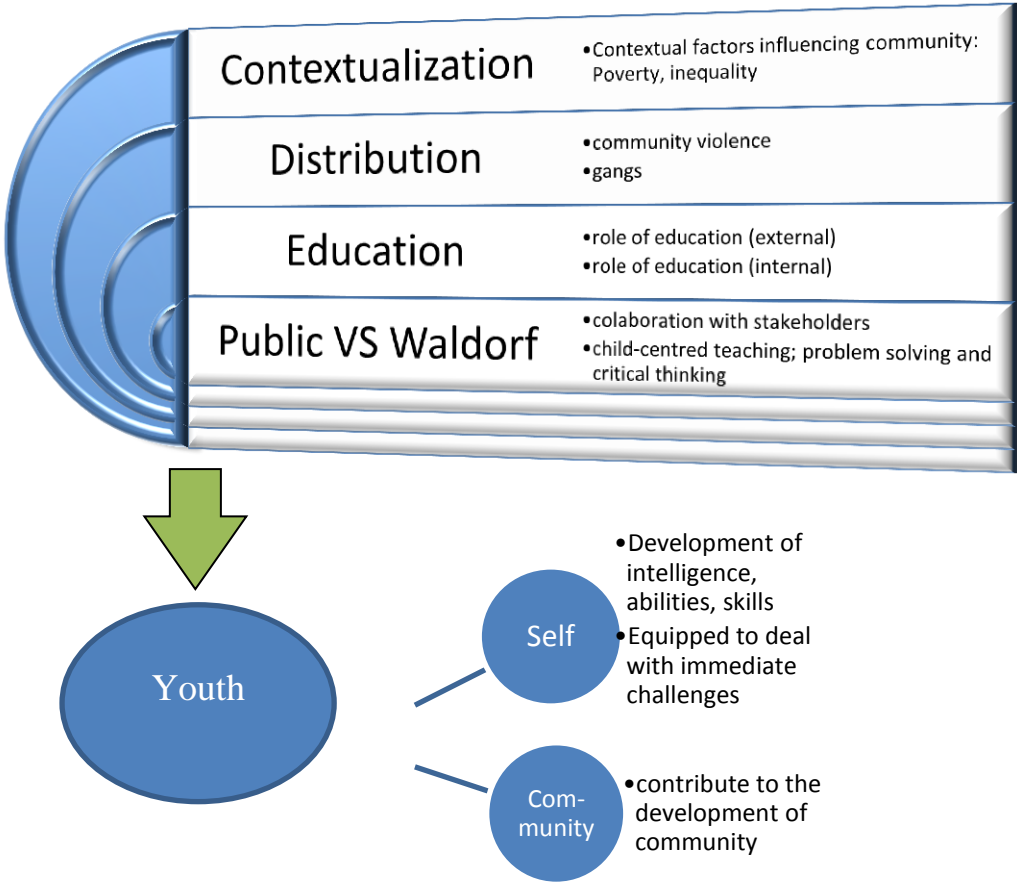 Contextualization
•Contextual factors influencing community:
Poverty, inequality
Distribution
•community violence
•gangs
Education
•role of education (external)
•role of education (internal)
Public VS Waldorf
•colaboration with stakeholders
•child-centred teaching; problem solving and
critical thinking
Youth
Self
•Development of
intelligence,
abilities, skills
•Equipped to deal
with immediate
challenges
Com-
munity
•contribute to the
development of
community